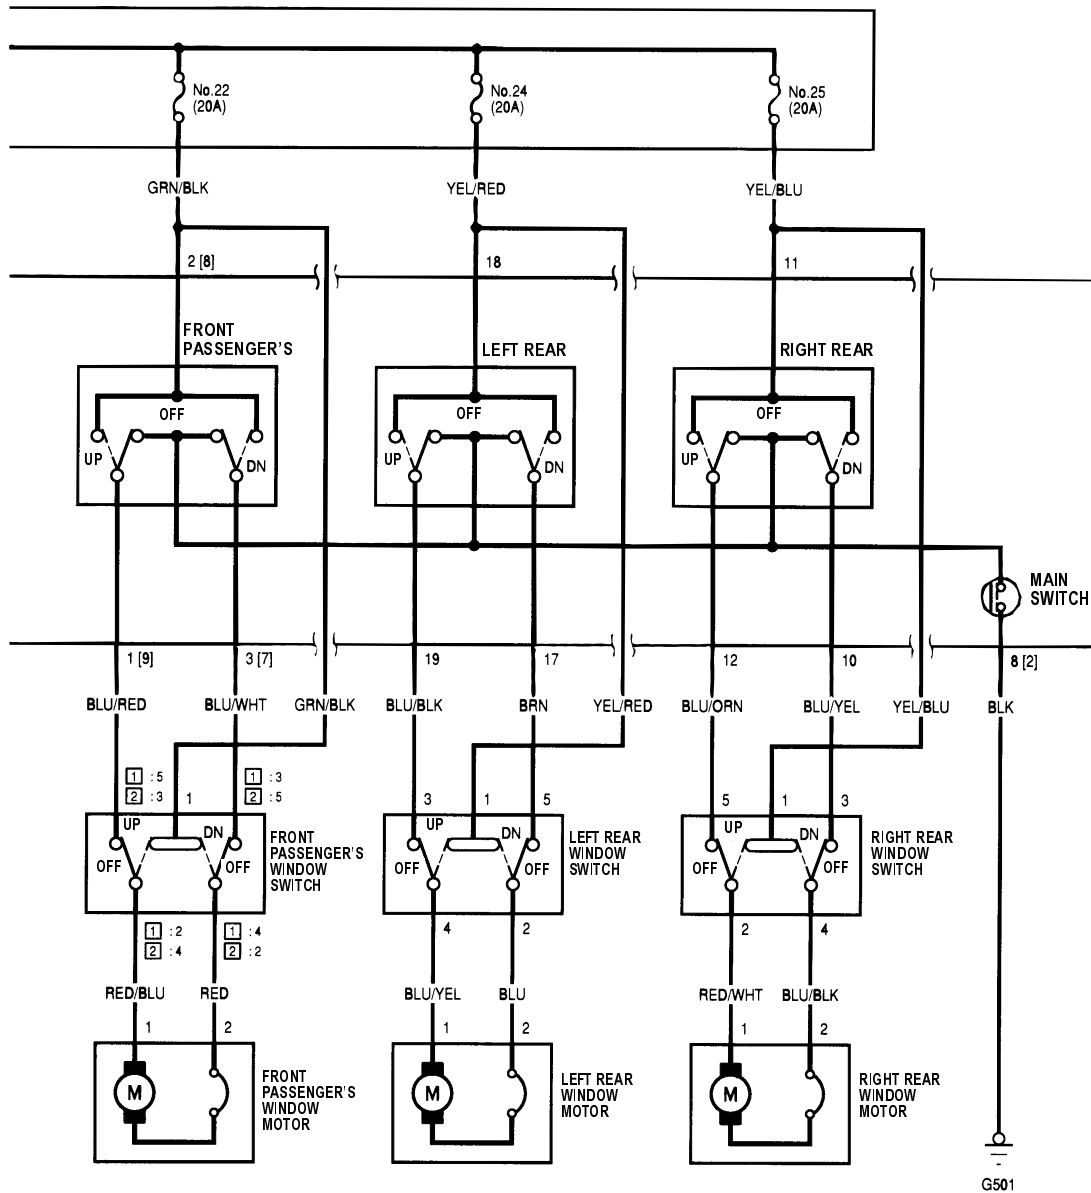 No.22
(20A)
No.24
(20A)
No.25
(20A)
GRN/BLK
YEL/RED
YEL/BLU
2 [8]
18
11
FRONT
PASSENGER'S
LEFT REAR
RIGHT REAR
OFF
UP
DN
OFF
UP
DN
OFF
UP
DN
MAIN
SWITCH
1 [9]
3 [7]
19
17
12
10
8 [2]
BLU/RED
BLU/WHT
GRN/BLK
BLU/BLK
BRN
YEL/RED
BLU/ORN
BLU/YEL
YEL/BLU
BLK
1 :5
2 :3
1
1 :3
2 :5
3
1
5
5
1
3
UP
DN
OFF
OFF
FRONT
PASSENGER'S
WINDOW
SWITCH
UP
DN
OFF
OFF
LEFT REAR
WINDOW
SWITCH
UP
DN
OFF
OFF
RIGHT REAR
WINDOW
SWITCH
1 :2
2 :4
1 :4
2 :2
4
2
2
4
RED/BLU
RED
BLU/YEL
BLU
RED/WHT
BLU/BLK
1
2
1
2
1
2
M
FRONT
PASSENGER'S
WINDOW
MOTOR
M
LEFT REAR
WINDOW
MOTOR
M
RIGHT REAR
WINDOW
MOTOR
G501